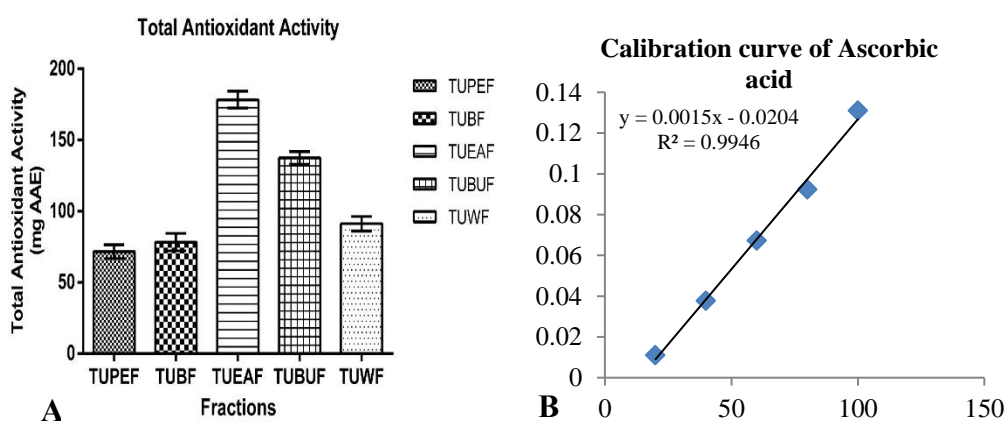 Total Antioxidant Activity
Total Antioxidant Activity
(mg AAE)
200
150
100
50
0
TUPEF TUBF TUEAF TUBUF TUWF
Fractions
TUPEF
TUBF
TUEAF
TUBUF
TUWF
A
Calibration curve of Ascorbic
acid
y = 0.0015x - 0.0204
R² = 0.9946
0.14
0.12
0.1
0.08
0.06
0.04
0.02
0
0 50 100 150
B